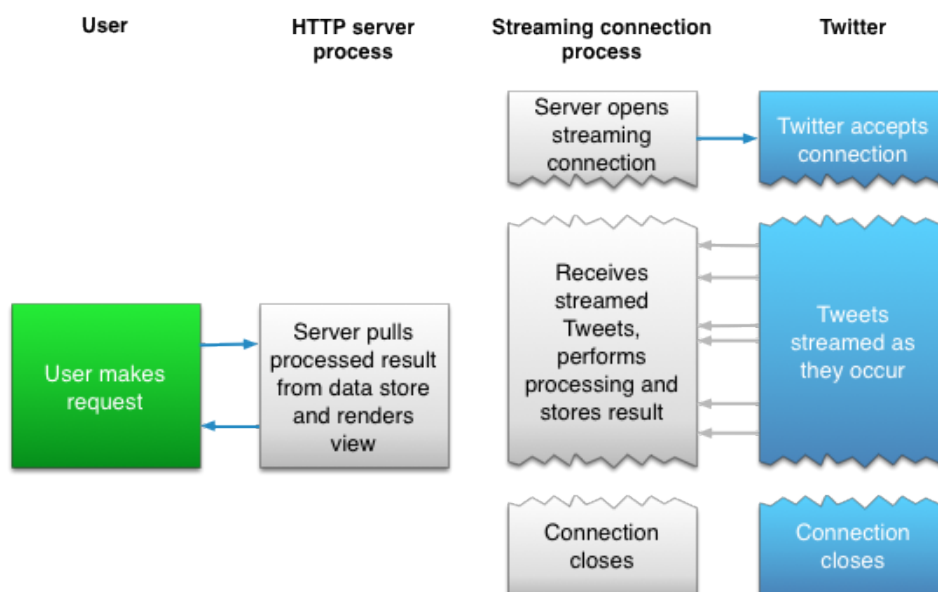 User
HTTP server
process
Streaming connection
process
Twitter
Server opens
streaming
connection
Twitter accepts
connection
User makes
request
Server pulls
processed result
from data store
and renders
view
Receives
streamed
Tweets,
performs
processing and
stores result
Tweets
streamed as
they occur
Connection
closes
Connection
closes